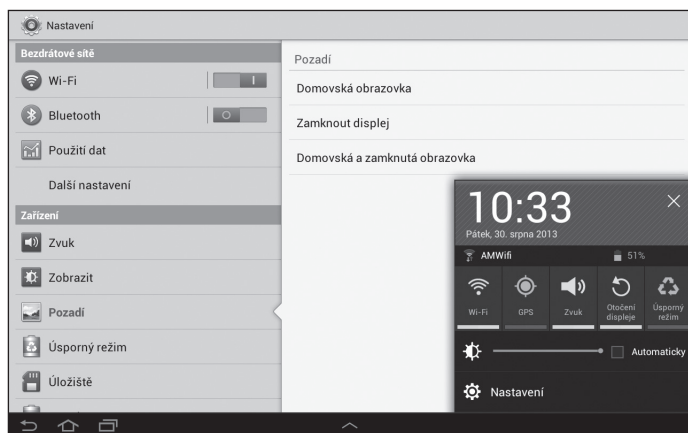 Nastavení
Bezdrátové sítě
Wi-Fi
Bluetooth
Použití dat
Další nastavení
Zařízení
Zvuk
Zobrazit
Pozadí
Úsporný režim
Úložiště
Pozadí
Domovská obrazovka
Zamknout displej
Domovská a zamknutá obrazovka
10:33
Pátek, 30. srpna 2013
AMWifi
51%
Wi-Fi
GPS
Zvuk
Otočení
displeje
Úsporný
režim
Automaticky
Nastavení